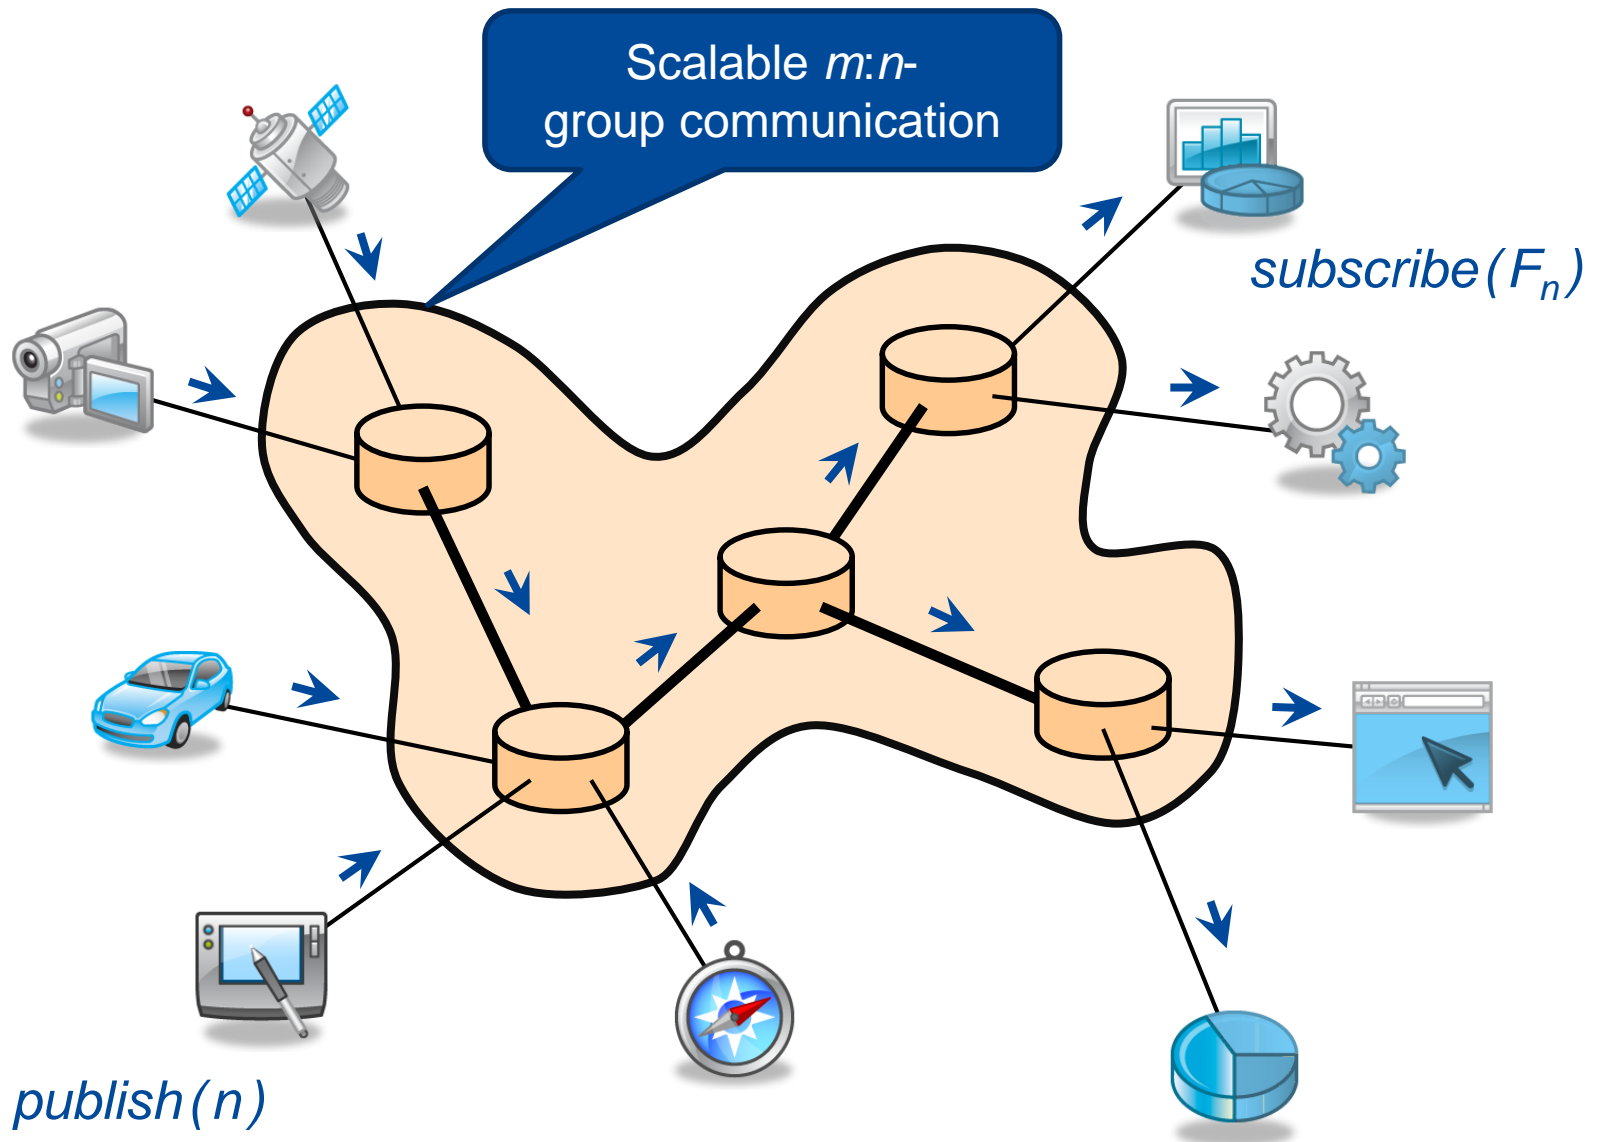 Scalable m:n-
group communication
subscribe(Fn)
publish(n)